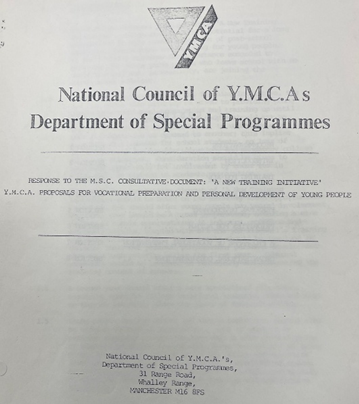 YMCA
National Council of Y.M.C.A s
Department of Special Programmes
RESPONSE TO THE M.S.C. CONSULTATIVE-DOCUMENT: 'A NEW TRAINING INITIATIVE'
Y.M.C.A. PROPOSALS FOR VOCATIONAL PREPARATION AND PERSONAL DEVELOPMENT OF YOUNG PEOPLE
National Council of Y.M.C.A.'s,
Department of Special Programmes,
31 Range Road,
Whalley Range,
MANCHESTER M16 8FS